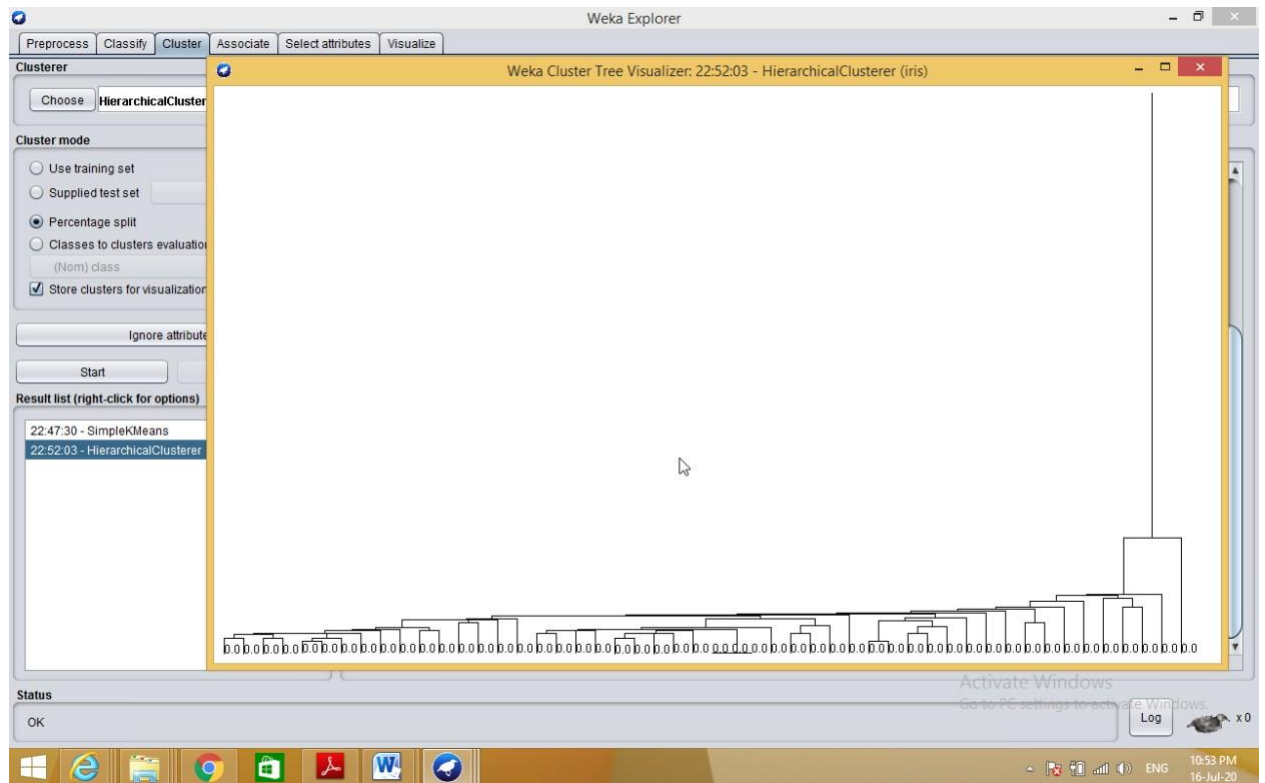 Weka Explorer
Preprocess Classify Cluster Associate Select attributes Visualize
Clusterer
Choose HierarchicalCluster
Weka Cluster Tree Visualizer: 22:52:03 - HierarchicalClusterer (iris)
Cluster mode
Use training set
Supplied test set
Percentage split
Classes to clusters evaluation
(Nom) class
Store clusters for visualization
Ignore attribute
Start
Result list (right-click for options)
22:47:30 - SimpleKMeans
22:52:03 - HierarchicalClusterer
Activate Windows
Go to PC settings to activate Windows.
Status
OK
Log
x 0
ENG
10:53 PM
16-Jul-20